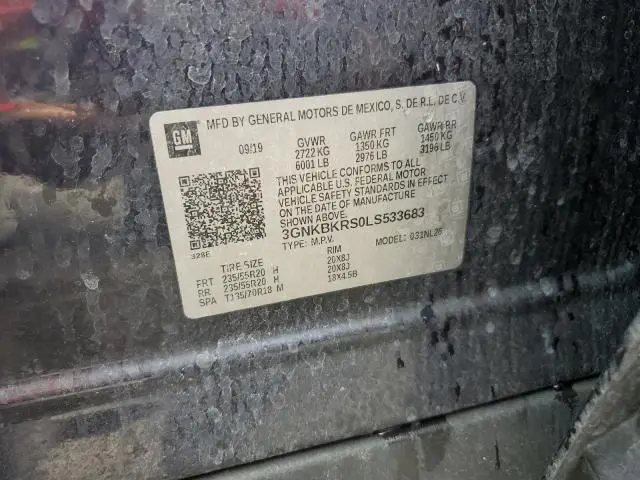 GM
MFD BY GENERAL MOTORS DE MEXICO, S. DE R.L. DE C.V.
09/19 GVWR GAWR FRT GAWR RR
2722 KG 1350 KG 1450 KG
6001 LB 2976 LB 3196 LB
THIS VEHICLE CONFORMS TO ALL
APPLICABLE U.S. FEDERAL MOTOR
VEHICLE SAFETY STANDARDS IN EFFECT
ON THE DATE OF MANUFACTURE
SHOWN ABOVE.
3GNKBKRS0LS533683
TYPE: M.P.V. MODEL: 031NL26
328E
TIRE SIZE RIM
FRT 235/55R20 H 20X8J
RR 235/55R20 H 20X8J
SPA T135/70R18 M 18X4.5B